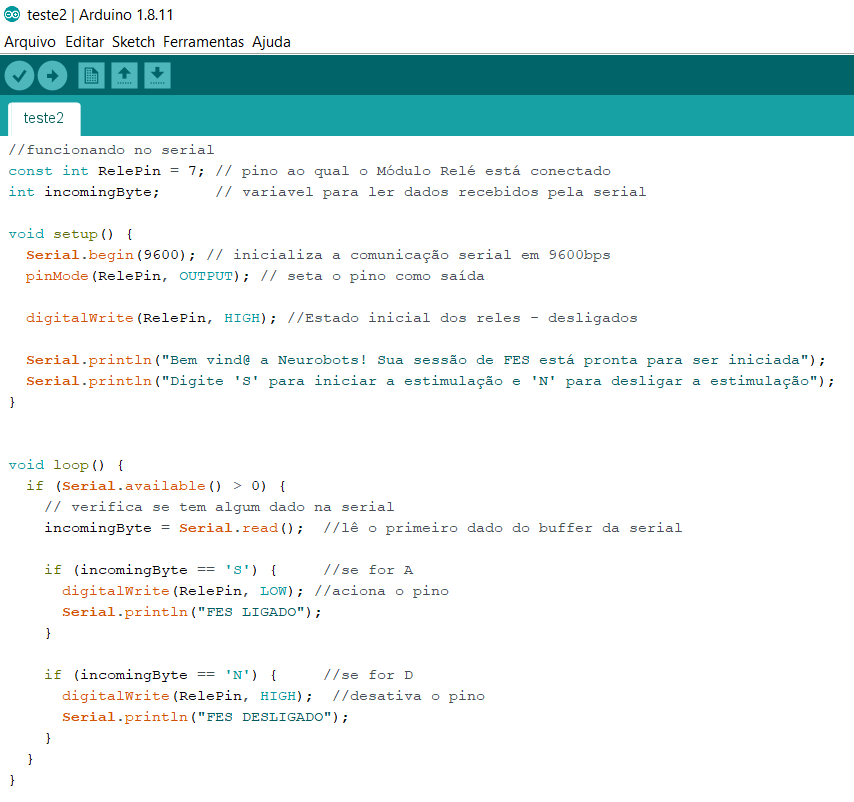 teste2 | Arduino 1.8.11
Arquivo Editar Sketch Ferramentas Ajuda
teste2
//funcionando no serial
const int RelePin = 7; // pino ao qual o Módulo Relé está conectado
int incomingByte;      // variavel para ler dados recebidos pela serial

void setup() {
  Serial.begin(9600); // inicializa a comunicação serial em 9600bps
  pinMode(RelePin, OUTPUT); // seta o pino como saída

  digitalWrite(RelePin, HIGH); //Estado inicial dos reles - desligados

  Serial.println("Bem vind@ a Neurobots! Sua sessão de FES está pronta para ser iniciada");
  Serial.println("Digite 'S' para iniciar a estimulação e 'N' para desligar a estimulação");
}


void loop() {
  if (Serial.available() > 0) {
    // verifica se tem algum dado na serial
    incomingByte = Serial.read();  //lê o primeiro dado do buffer da serial

    if (incomingByte == 'S') {     //se for A
      digitalWrite(RelePin, LOW); //aciona o pino
      Serial.println("FES LIGADO");
    }

    if (incomingByte == 'N') {     //se for D
      digitalWrite(RelePin, HIGH);  //desativa o pino
      Serial.println("FES DESLIGADO");
    }
  }
}